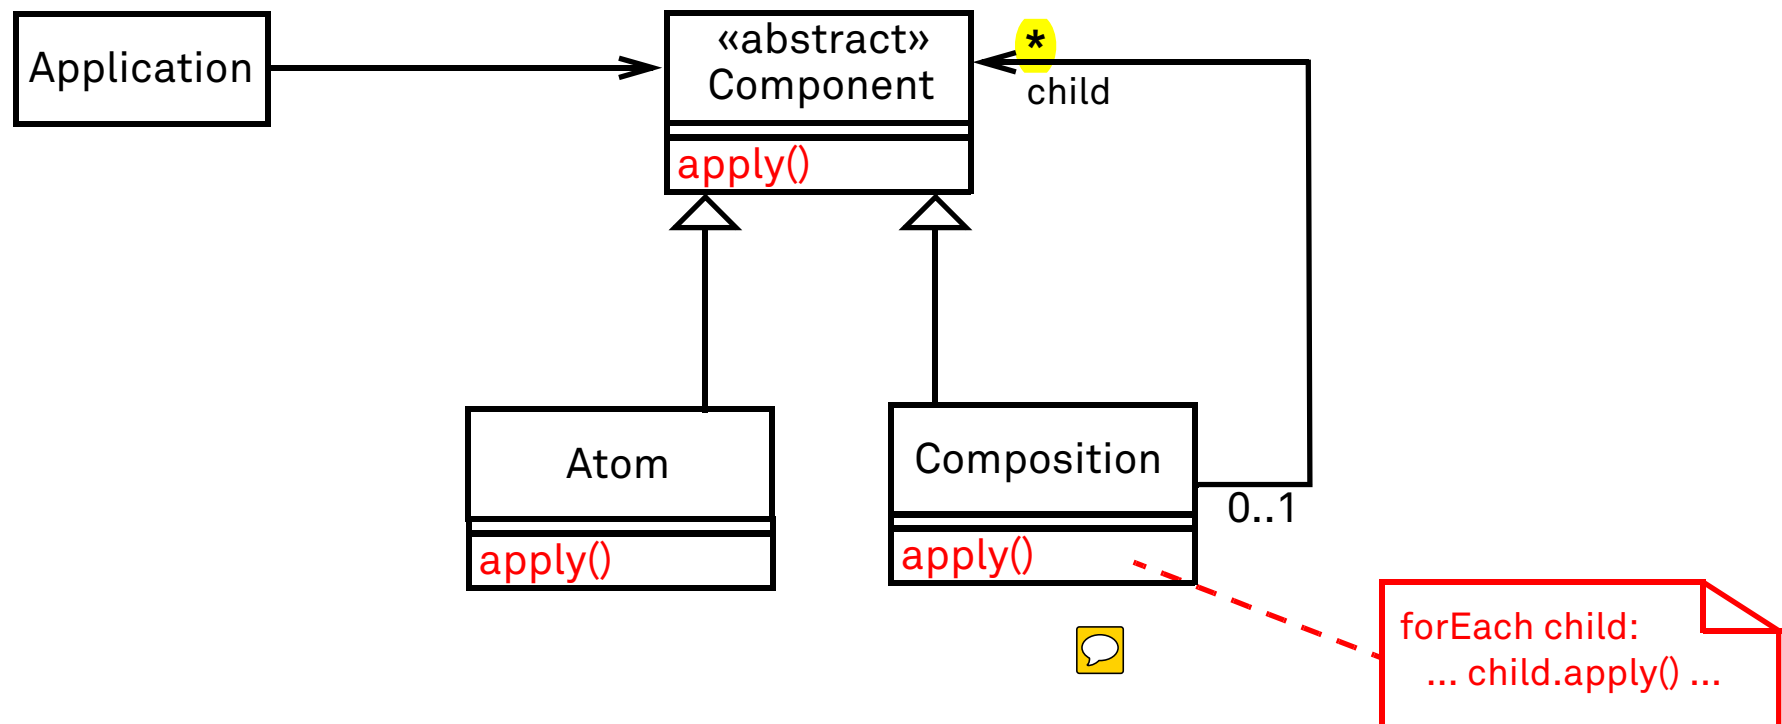 Application
«abstract»
Component
apply()
*
child
Atom
apply()
Composition
apply()
0..1
forEach child:
... child.apply() ...